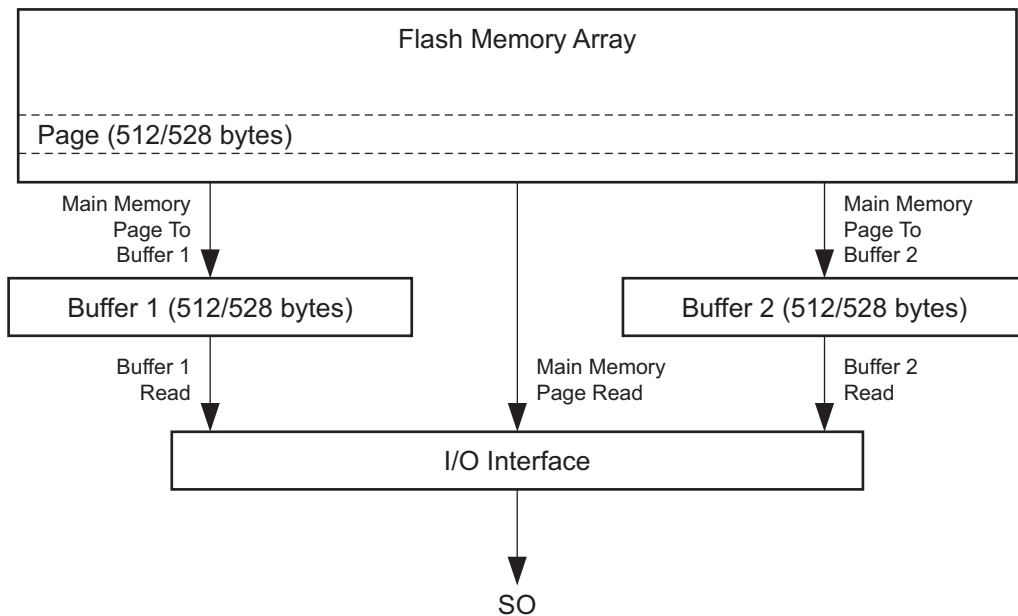 Flash Memory Array
Page (512/528 bytes)
Main Memory
Page To
Buffer 1
Main Memory
Page To
Buffer 2
Buffer 1 (512/528 bytes)
Buffer 2 (512/528 bytes)
Buffer 1
Read
Main Memory
Page Read
Buffer 2
Read
I/O Interface
SO